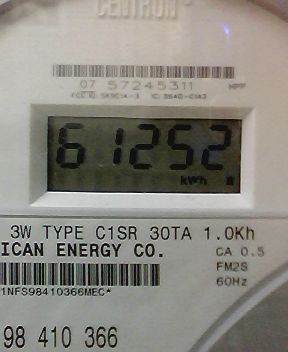 CENTRON
07 57245311
61252
kWh
3W TYPE C1SR 30TA 1.0Kh
ICAN ENERGY CO.
CA 0.5
FM2S
60Hz
1NFS98410366MEC*
98 410 366